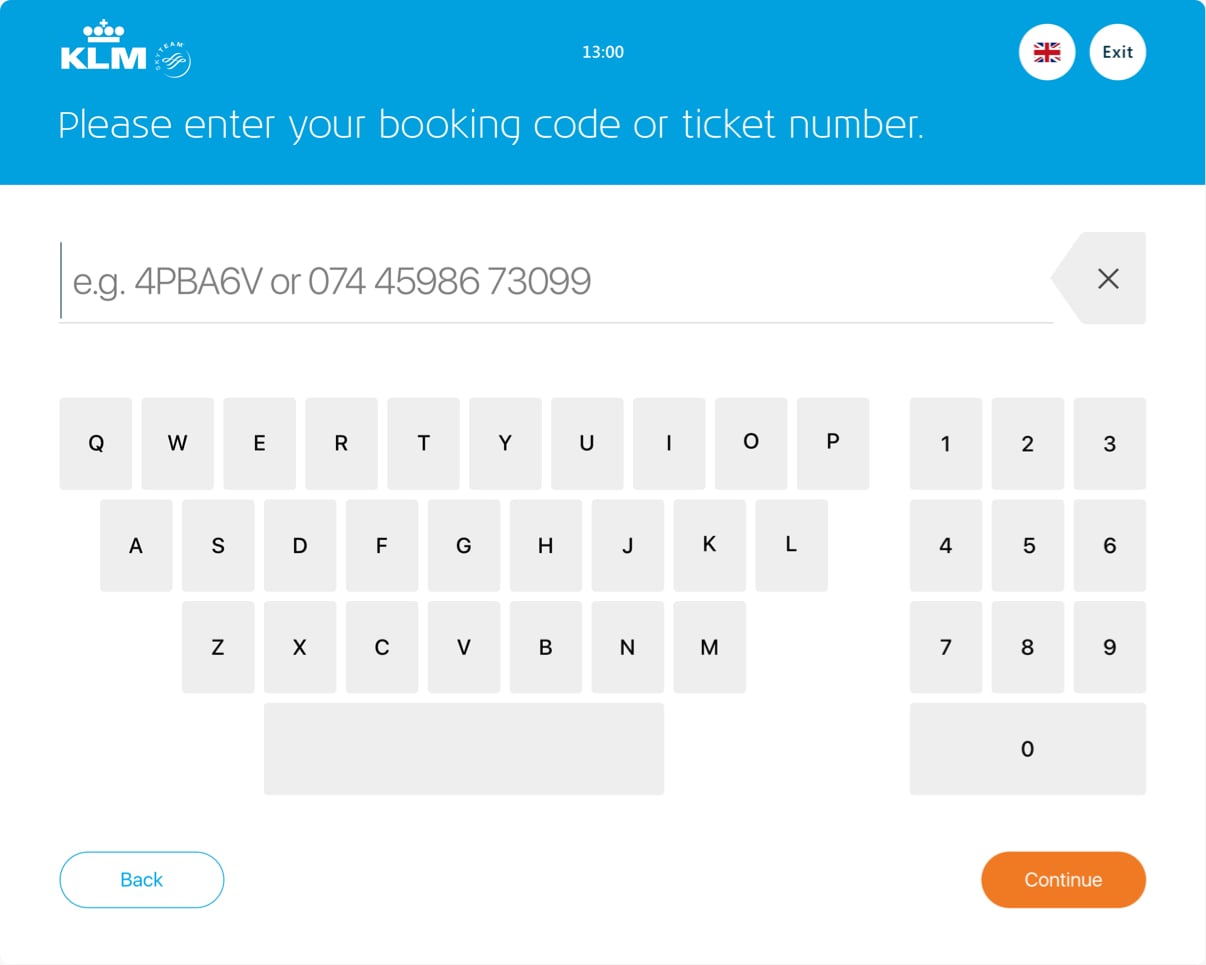 KLM
SKYTEAM
13:00
Exit
Please enter your booking code or ticket number.
e.g. 4PBA6V or 074 45986 73099
Q W E R T Y U I O P
1 2 3
A S D F G H J K L
4 5 6
Z X C V B N M
7 8 9
0
Back
Continue